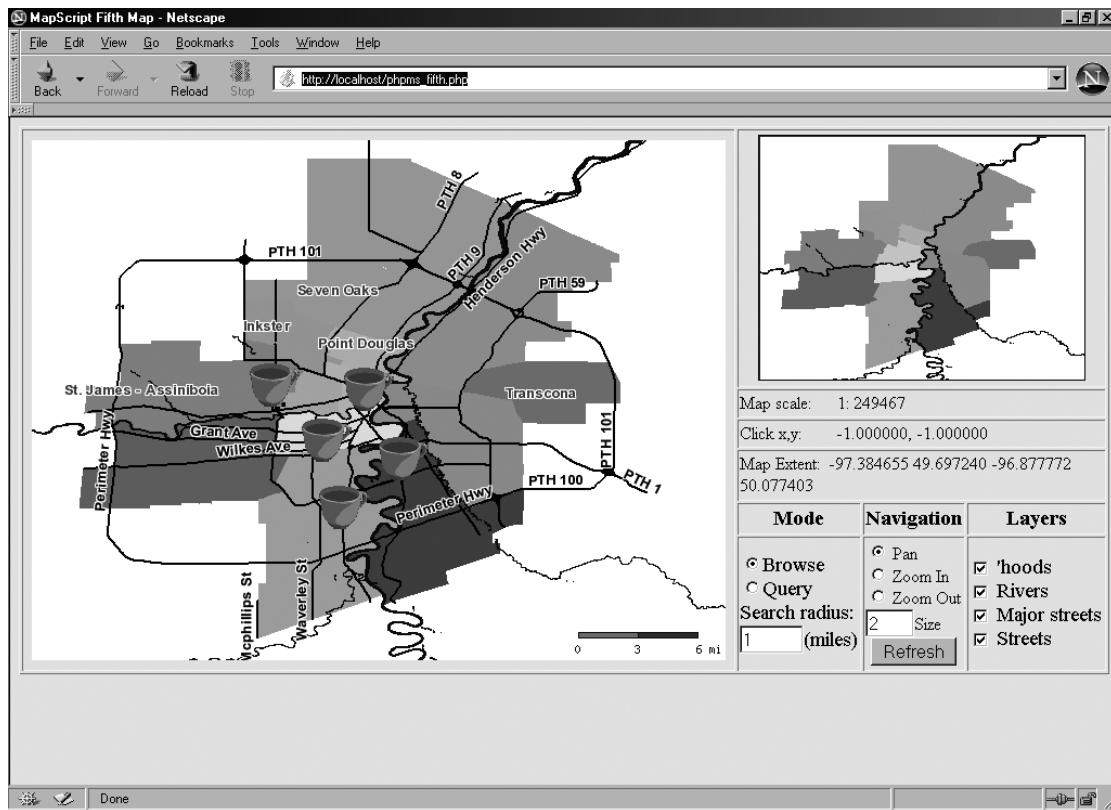 MapScript Fifth Map - Netscape
File Edit View Go Bookmarks Tools Window Help
Back Forward Reload Stop
http://localhost/phpms_fifth.php
N
PTH 8
PTH 101
PTH 9
Henderson Hwy
Seven Oaks
PTH 59
Inkster
Point Douglas
St. James - Assiniboia
Transcona
Grant Ave
Wilkes Ave
Perimeter Hwy
PTH 101
PTH 1
PTH 100
Perimeter Hwy
Mcphillips St
Waverley St
0 3 6 mi
Map scale: 1: 249467
Click x,y: -1.000000, -1.000000
Map Extent: -97.384655 49.697240 -96.877772
50.077403
Mode
Browse
Query
Search radius:
1 (miles)
Navigation
Pan
Zoom In
Zoom Out
2 Size
Refresh
Layers
'hoods
Rivers
Major streets
Streets
Done